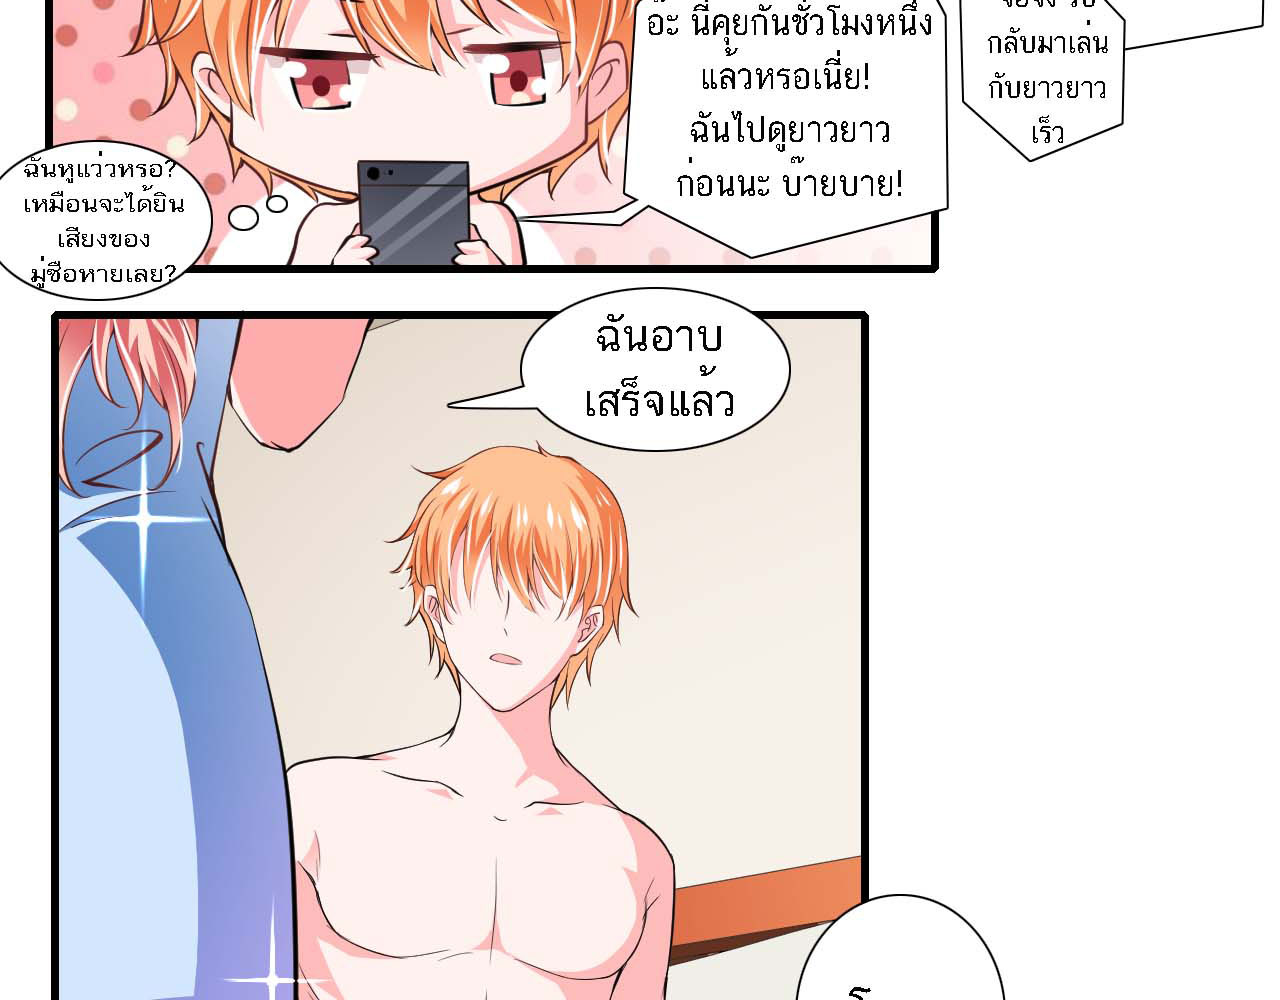 อ๊ะ นี่คุยกันชั่วโมงหนึ่ง
แล้วหรอเนี่ย!
ฉันไปดูยาวยาว
ก่อนนะ บ๊ายบาย!
กลับมาเล่น
กับยาวยาว
เร็ว
ฉันหูแว่วหรอ?
เหมือนจะได้ยิน
เสียงของ
มู่ซือหายเลย?
ฉันอาบ
เสร็จแล้ว